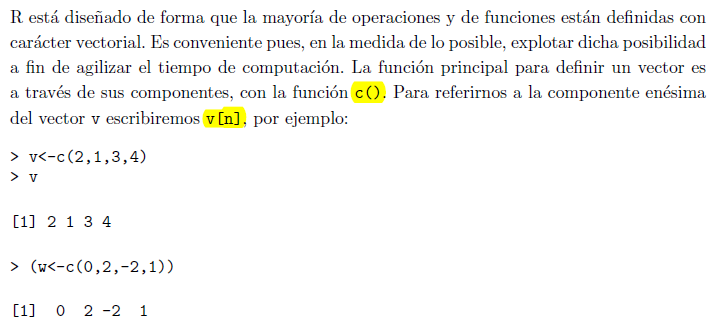 R está diseñado de forma que la mayoría de operaciones y de funciones están definidas con
carácter vectorial. Es conveniente pues, en la medida de lo posible, explotar dicha posibilidad
a fin de agilizar el tiempo de computación. La función principal para definir un vector es
a través de sus componentes, con la función c(). Para referirnos a la componente enésima
del vector v escribiremos v[n], por ejemplo:
> v<-c(2,1,3,4)
> v
[1] 2 1 3 4
> (w<-c(0,2,-2,1))
[1]  0  2 -2  1